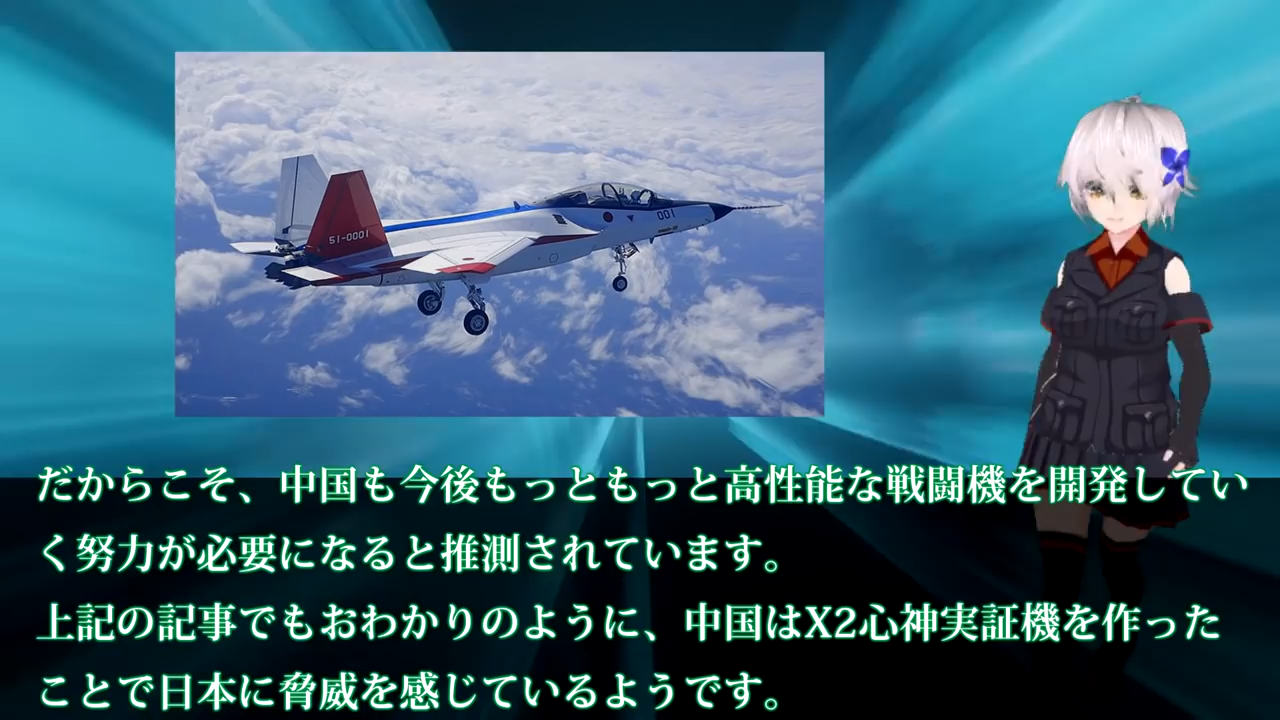 001
51-0001
だからこそ、中国も今後もっともっと高性能な戦闘機を開発してい
く努力が必要になると推測されています。
上記の記事でもおわかりのように、中国はX2心神実証機を作った
ことで日本に脅威を感じているようです。